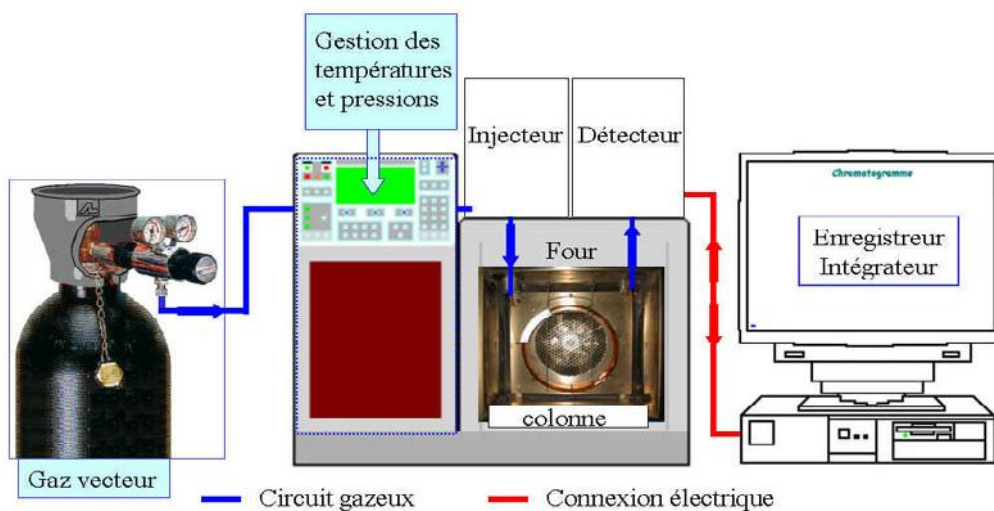 Gestion des
températures
et pressions
Injecteur
Détecteur
Chromatogramme
Enregistreur
Intégrateur
Four
colonne
Gaz vecteur
Circuit gazeux
Connexion électrique